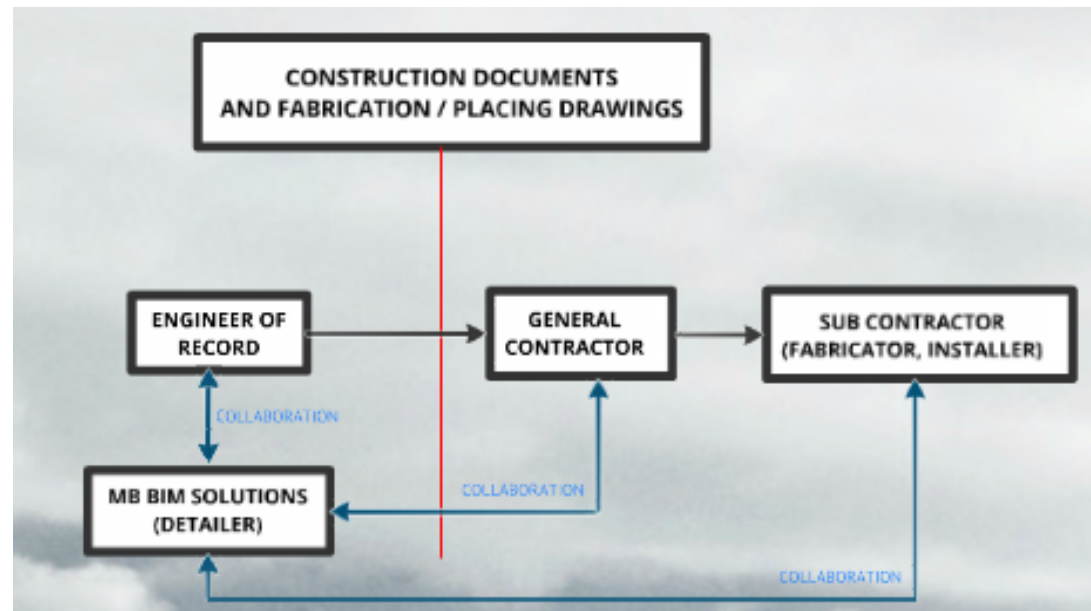 CONSTRUCTION DOCUMENTS
AND FABRICATION / PLACING DRAWINGS
ENGINEER OF
RECORD
GENERAL
CONTRACTOR
SUB CONTRACTOR
(FABRICATOR, INSTALLER)
COLLABORATION
MB BIM SOLUTIONS
(DETAILER)
COLLABORATION
COLLABORATION